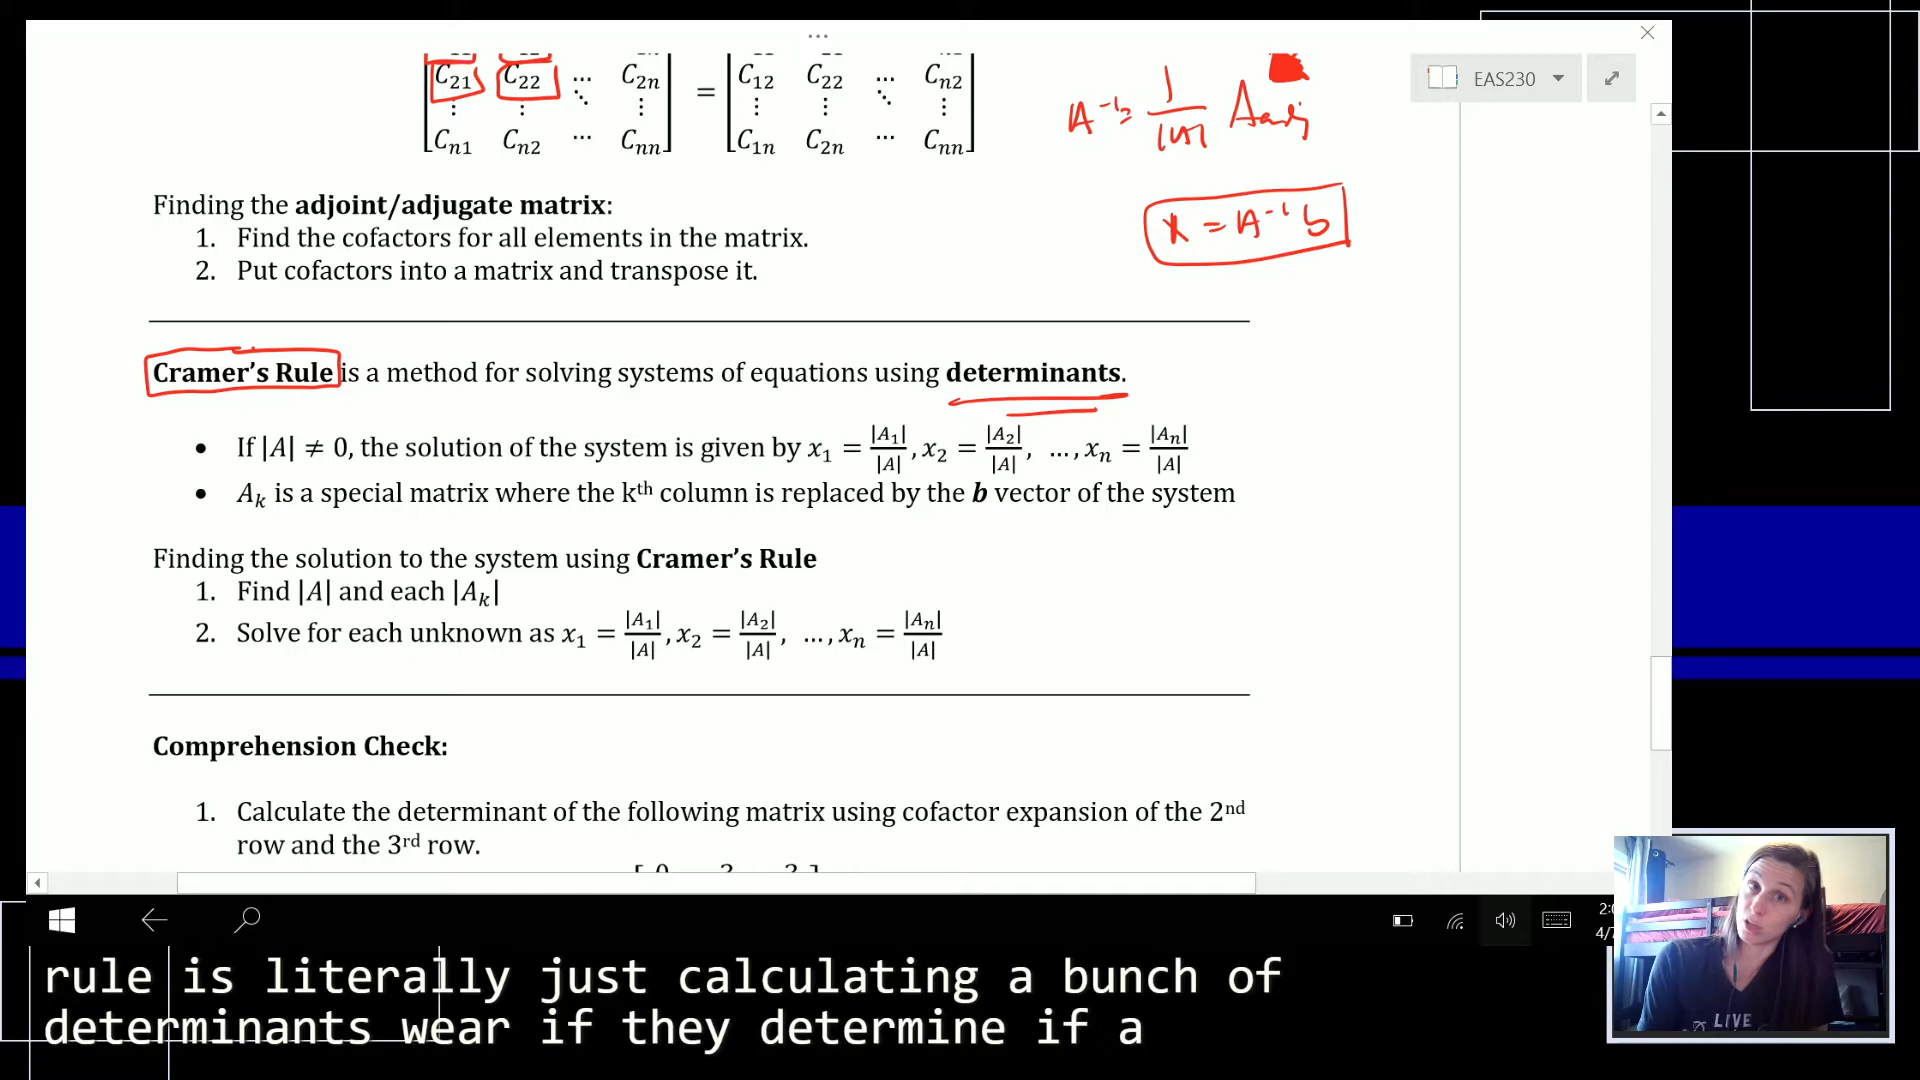 ...
C₂₁ C₂₂ ⋯ C₂ₙ = C₁₂ C₂₂ ⋯ Cₙ₂
⋮ ⋮ ⋱ ⋮ ⋮ ⋮ ⋱ ⋮
Cₙ₁ Cₙ₂ ⋯ Cₙₙ C₁ₙ C₂ₙ ⋯ Cₙₙ
A⁻¹ = 1/|A| A adj
EAS230
x = A⁻¹ b
Finding the adjoint/adjugate matrix:
1. Find the cofactors for all elements in the matrix.
2. Put cofactors into a matrix and transpose it.
Cramer's Rule is a method for solving systems of equations using determinants.
• If |A| ≠ 0, the solution of the system is given by x₁ = |A₁|/|A|, x₂ = |A₂|/|A|, …, xₙ = |Aₙ|/|A|
• Aₖ is a special matrix where the kᵗʰ column is replaced by the b vector of the system
Finding the solution to the system using Cramer's Rule
1. Find |A| and each |Aₖ|
2. Solve for each unknown as x₁ = |A₁|/|A|, x₂ = |A₂|/|A|, …, xₙ = |Aₙ|/|A|
Comprehension Check:
1. Calculate the determinant of the following matrix using cofactor expansion of the 2ⁿᵈ
row and the 3ʳᵈ row.
LIVE
rule is literally just calculating a bunch of
determinants wear if they determine if a